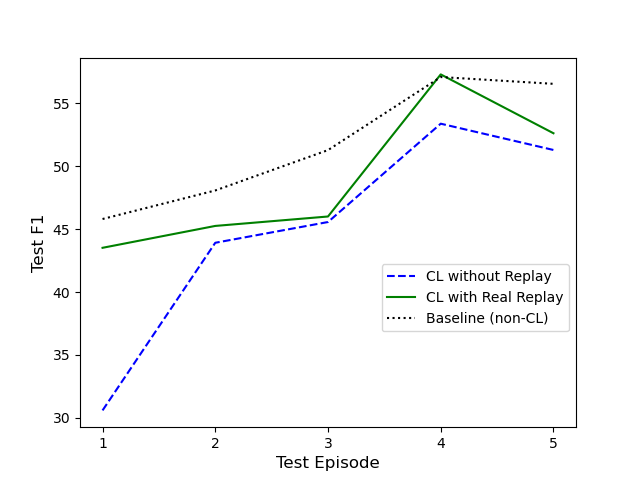 55
50
45
40
35
30
Test F1
CL without Replay
CL with Real Replay
Baseline (non-CL)
1 2 3 4 5
Test Episode